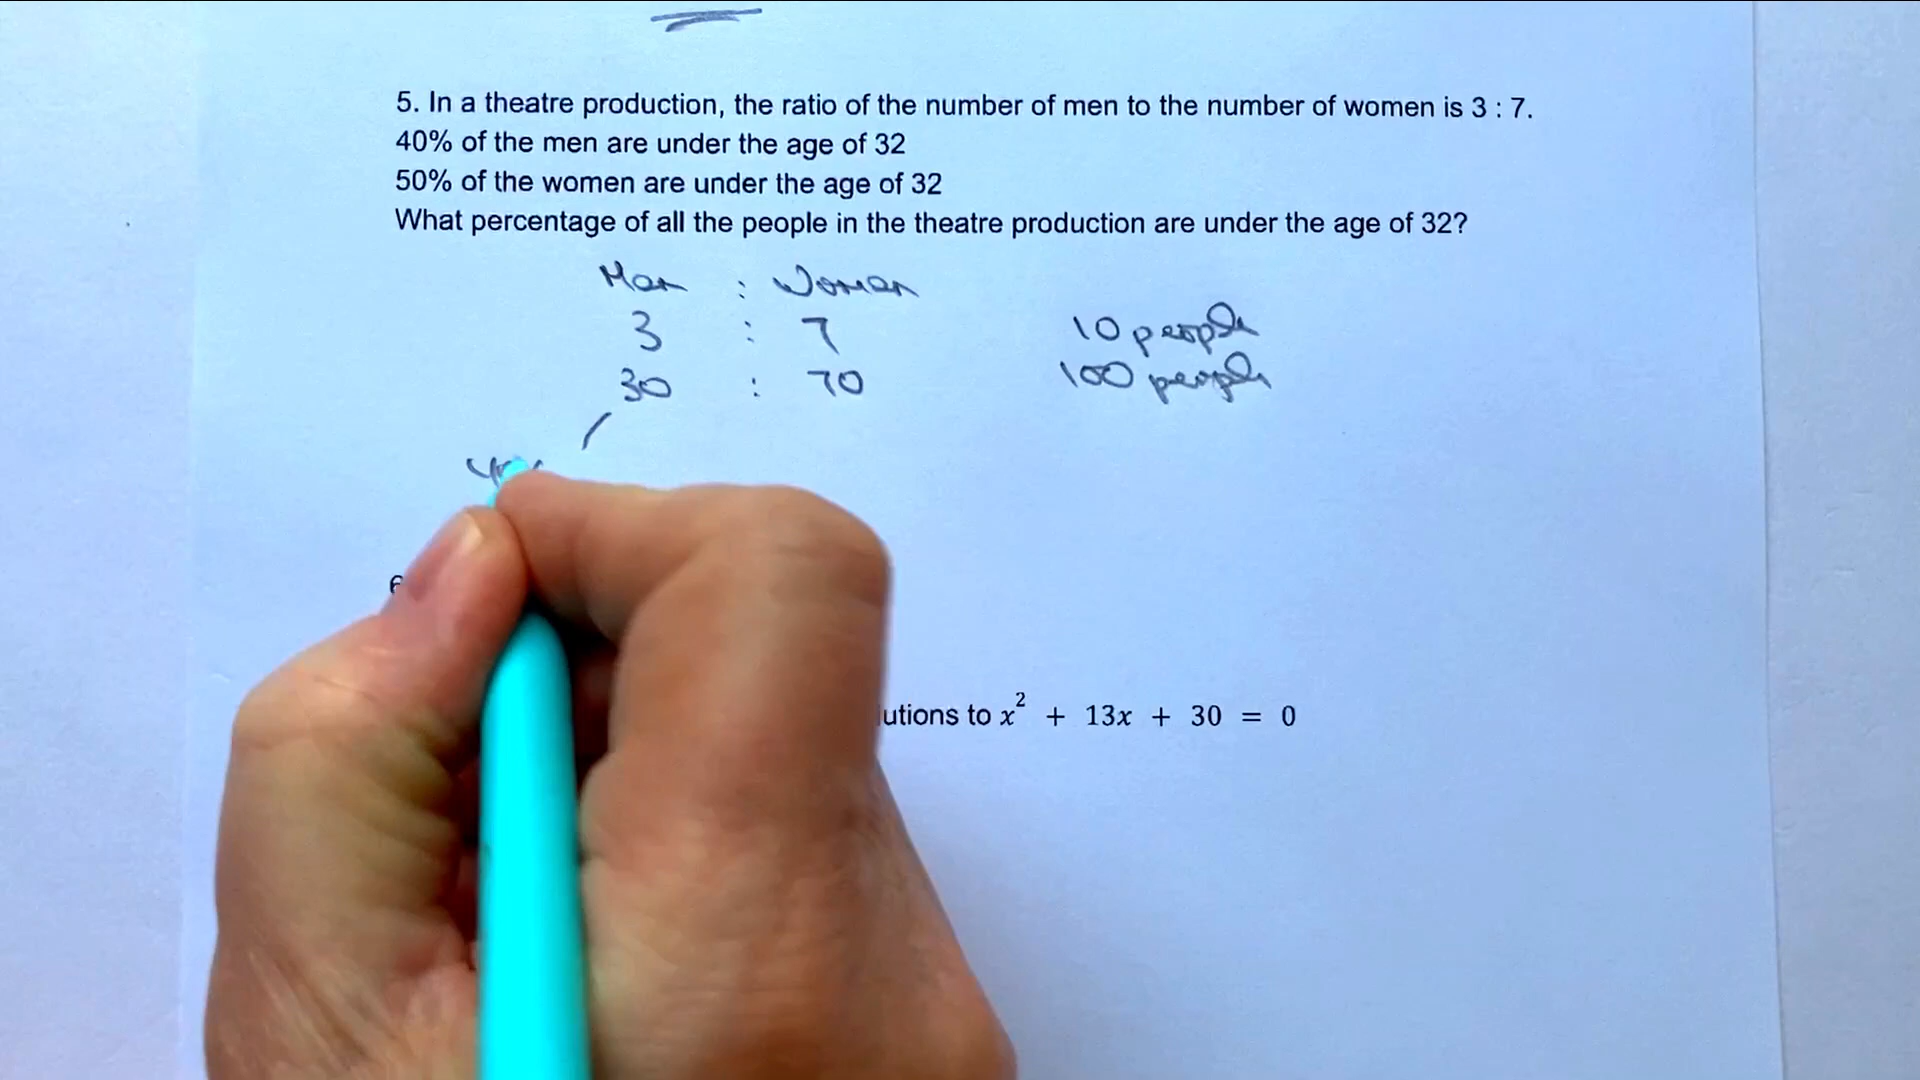 5. In a theatre production, the ratio of the number of men to the number of women is 3 : 7.
40% of the men are under the age of 32
50% of the women are under the age of 32
What percentage of all the people in the theatre production are under the age of 32?
Men : Women
3 : 7 10 people
30 : 70 100 people
utions to x² + 13x + 30 = 0